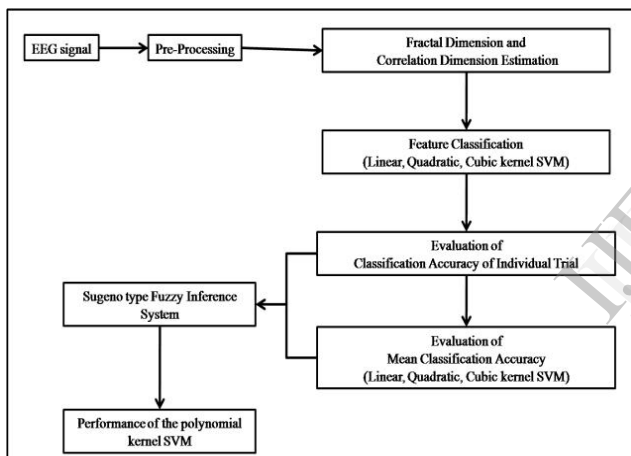 EEG signal
Pre-Processing
Fractal Dimension and
Correlation Dimension Estimation
Feature Classification
(Linear, Quadratic, Cubic kernel SVM)
Evaluation of
Classification Accuracy of Individual Trial
Sugeno type Fuzzy Inference
System
Evaluation of
Mean Classification Accuracy
(Linear, Quadratic, Cubic kernel SVM)
Performance of the polynomial
kernel SVM